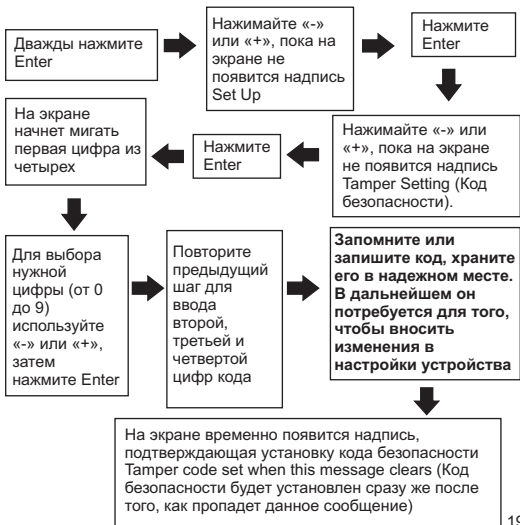 Дважды нажмите
Enter
Нажимайте «-»
или «+», пока на
экране не
появится надпись
Set Up
Нажмите
Enter
Нажимайте «-» или
«+», пока на экране
не появится надпись
Tamper Setting (Код
безопасности).
Нажмите
Enter
На экране
начнет мигать
первая цифра из
четырех
Для выбора
нужной
цифры (от 0
до 9)
используйте
«-» или «+»,
затем
нажмите Enter
Повторите
предыдущий
шаг для
ввода
второй,
третьей и
четвертой
цифр кода
Запомните или
запишите код, храните
его в надежном месте.
В дальнейшем он
потребуется для того,
чтобы вносить
изменения в
настройки устройства
На экране временно появится надпись,
подтверждающая установку кода безопасности
Tamper code set when this message clears (Код
безопасности будет установлен сразу же после
того, как пропадет данное сообщение)
19